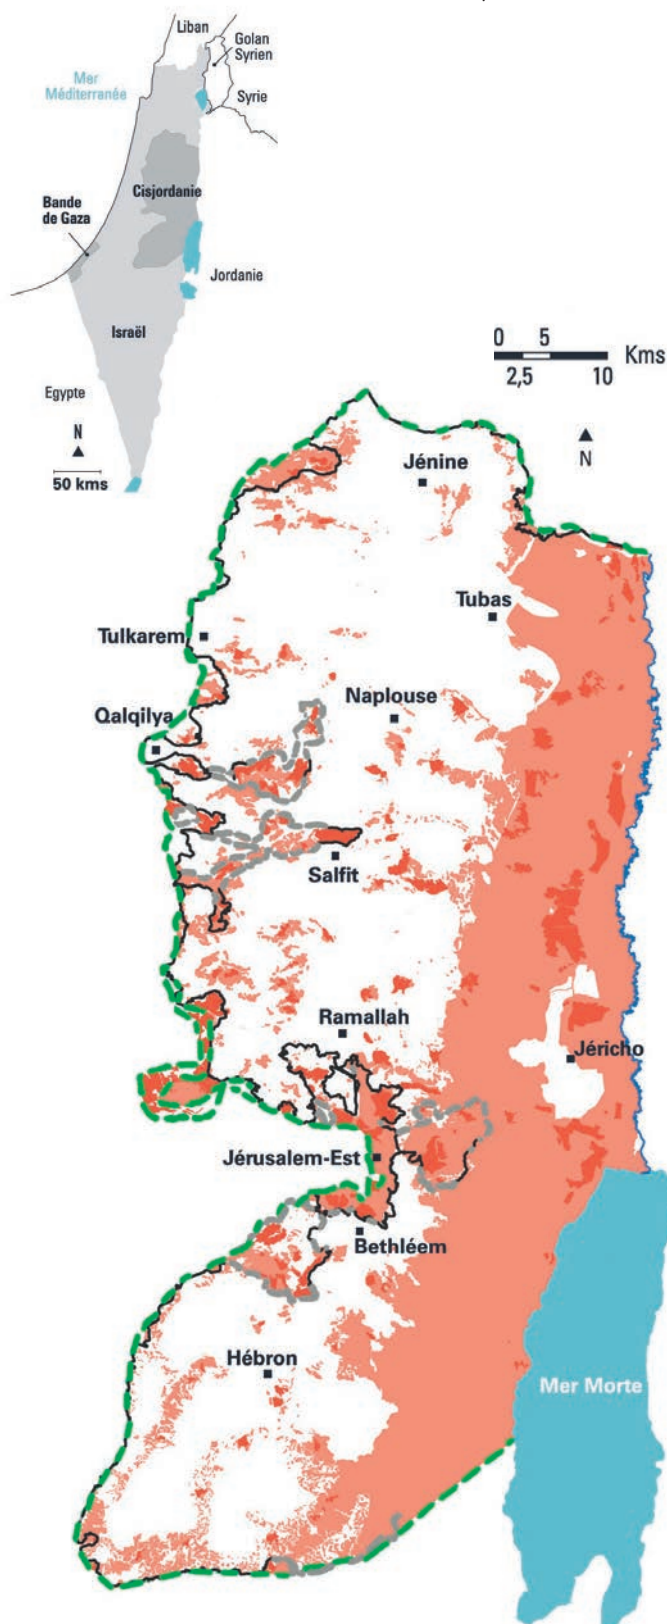 Liban
Golan
Syrien
Mer
Méditerranée
Syrie
Cisjordanie
Bande
de Gaza
Jordanie
Israël
Egypte
N
50 kms
0 5
Kms
2,5 10
N
Jénine
Tubas
Tulkarem
Naplouse
Qalqilya
Salfit
Ramallah
Jéricho
Jérusalem-Est
Bethléem
Hébron
Mer Morte